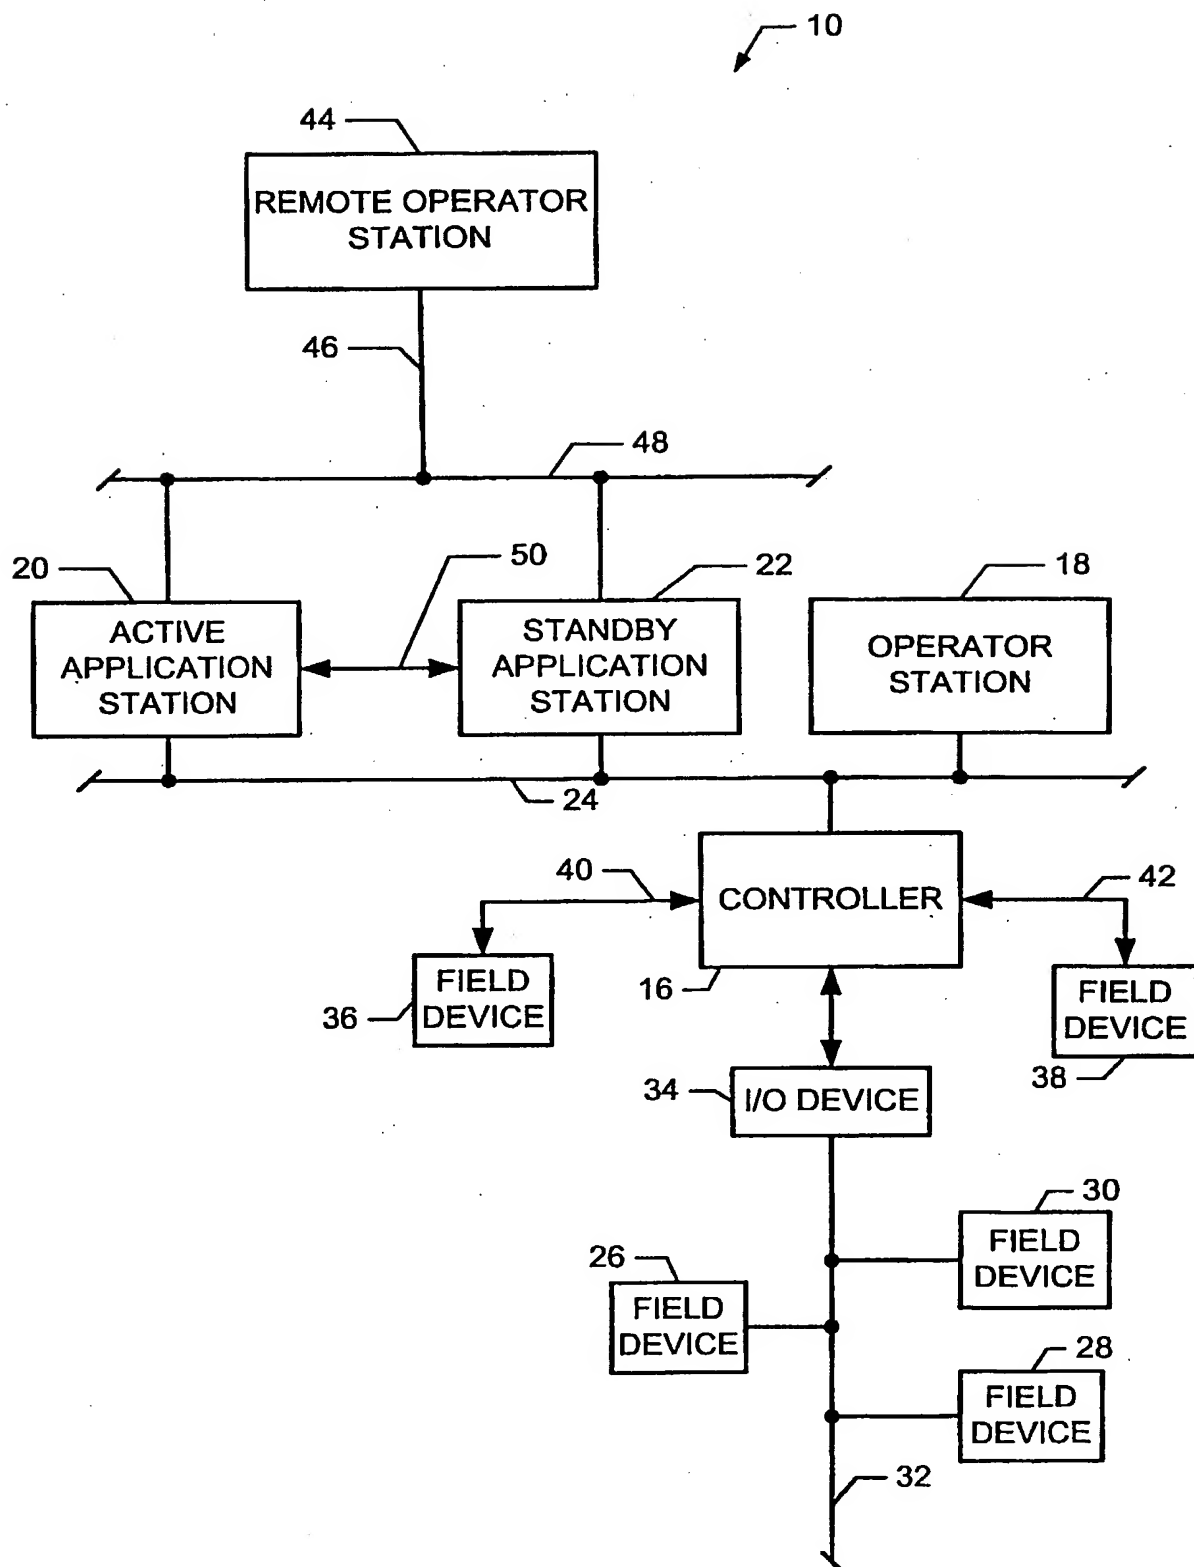 10
44
REMOTE OPERATOR
STATION
46
48
20
50
22
18
ACTIVE
APPLICATION
STATION
STANDBY
APPLICATION
STATION
OPERATOR
STATION
24
40
CONTROLLER
42
16
36
FIELD
DEVICE
FIELD
DEVICE
38
34
I/O DEVICE
30
FIELD
DEVICE
26
FIELD
DEVICE
28
FIELD
DEVICE
32